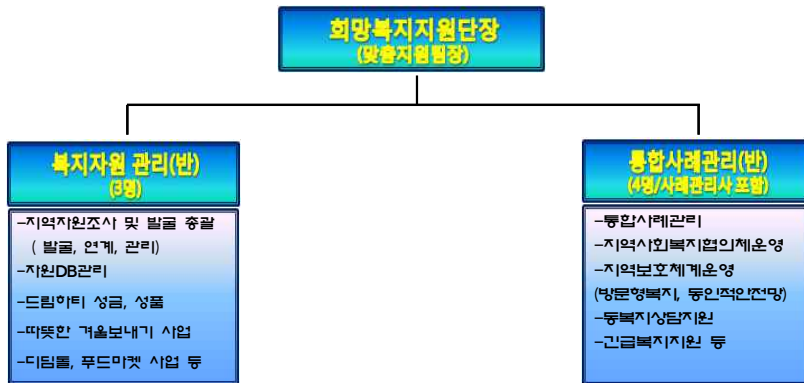 희망복지지원단장
(맞춤지원팀장)
복지자원 관리(반)
(3명)
-지역자원조사 및 발굴 총괄
( 발굴, 연계, 관리)
-자원DB관리
-드림하티 성금, 성품
-따뜻한 겨울보내기 사업
-디딤돌, 푸드마켓 사업 등
통합사례관리(반)
(4명/사례관리사 포함)
-통합사례관리
-지역사회복지협의체운영
-지역보호체계운영
(방문형복지, 동인적안전망)
-동복지상담지원
-긴급복지지원 등